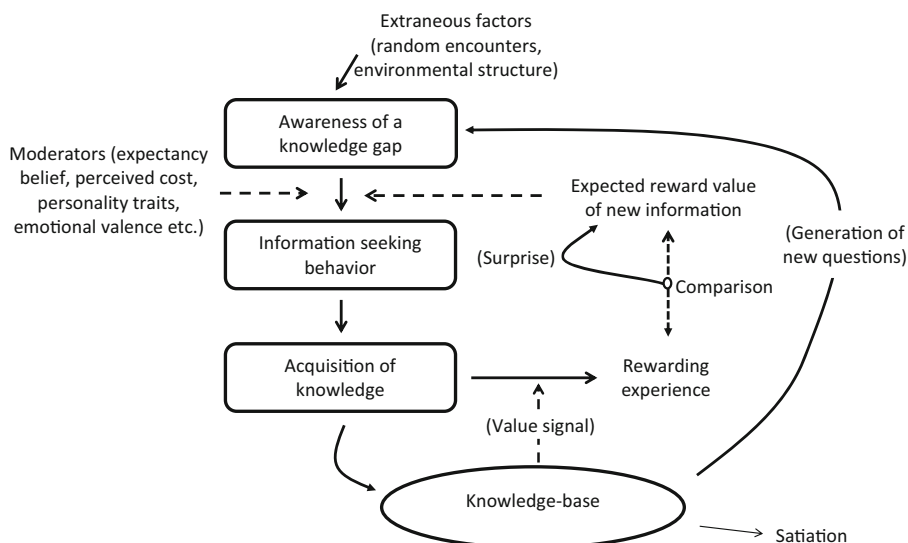 Extraneous factors
(random encounters,
environmental structure)
Awareness of a
knowledge gap
Moderators (expectancy
belief, perceived cost,
personality traits,
emotional valence etc.)
Expected reward value
of new information
(Generation of
new questions)
Information seeking
behavior
(Surprise)
Comparison
Acquisition of
knowledge
Rewarding
experience
(Value signal)
Knowledge-base
Satiation